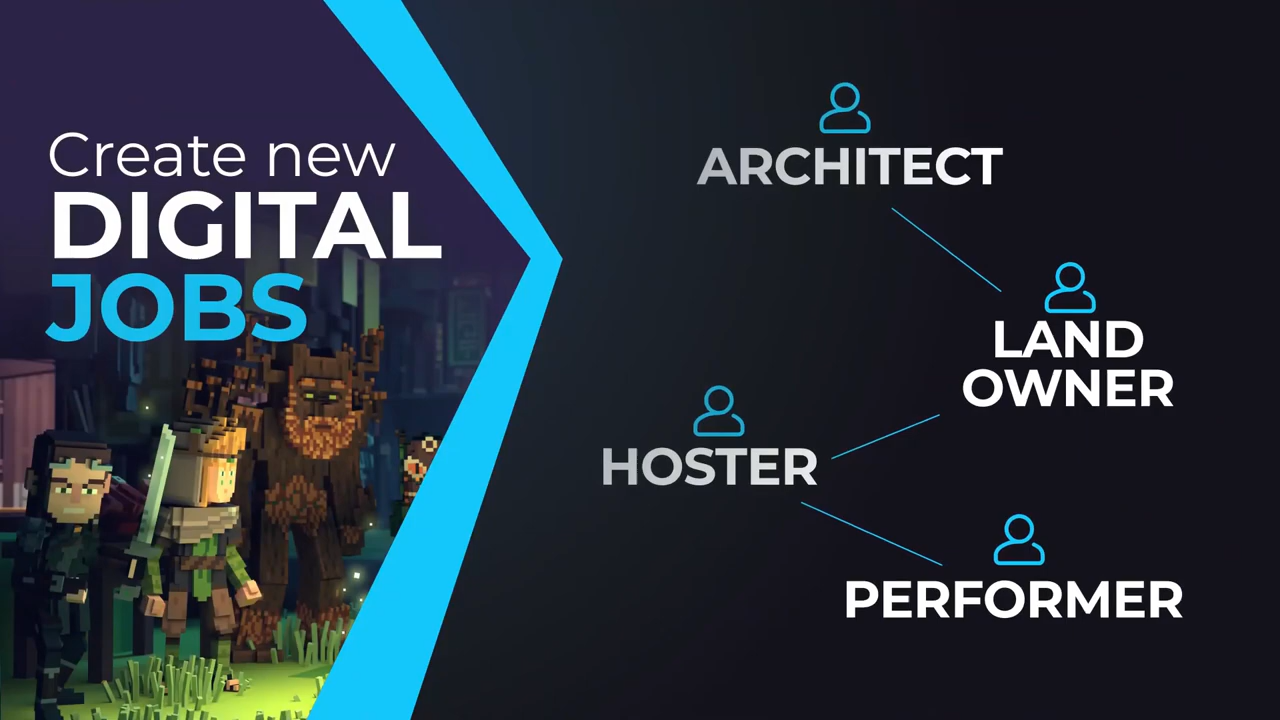 Create new
DIGITAL
JOBS
ARCHITECT
LAND
OWNER
HOSTER
PERFORMER